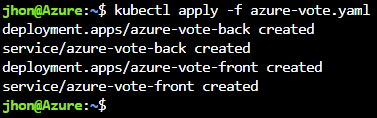 jhon@Azure:~$ kubectl apply -f azure-vote.yaml
deployment.apps/azure-vote-back created
service/azure-vote-back created
deployment.apps/azure-vote-front created
service/azure-vote-front created
jhon@Azure:~$